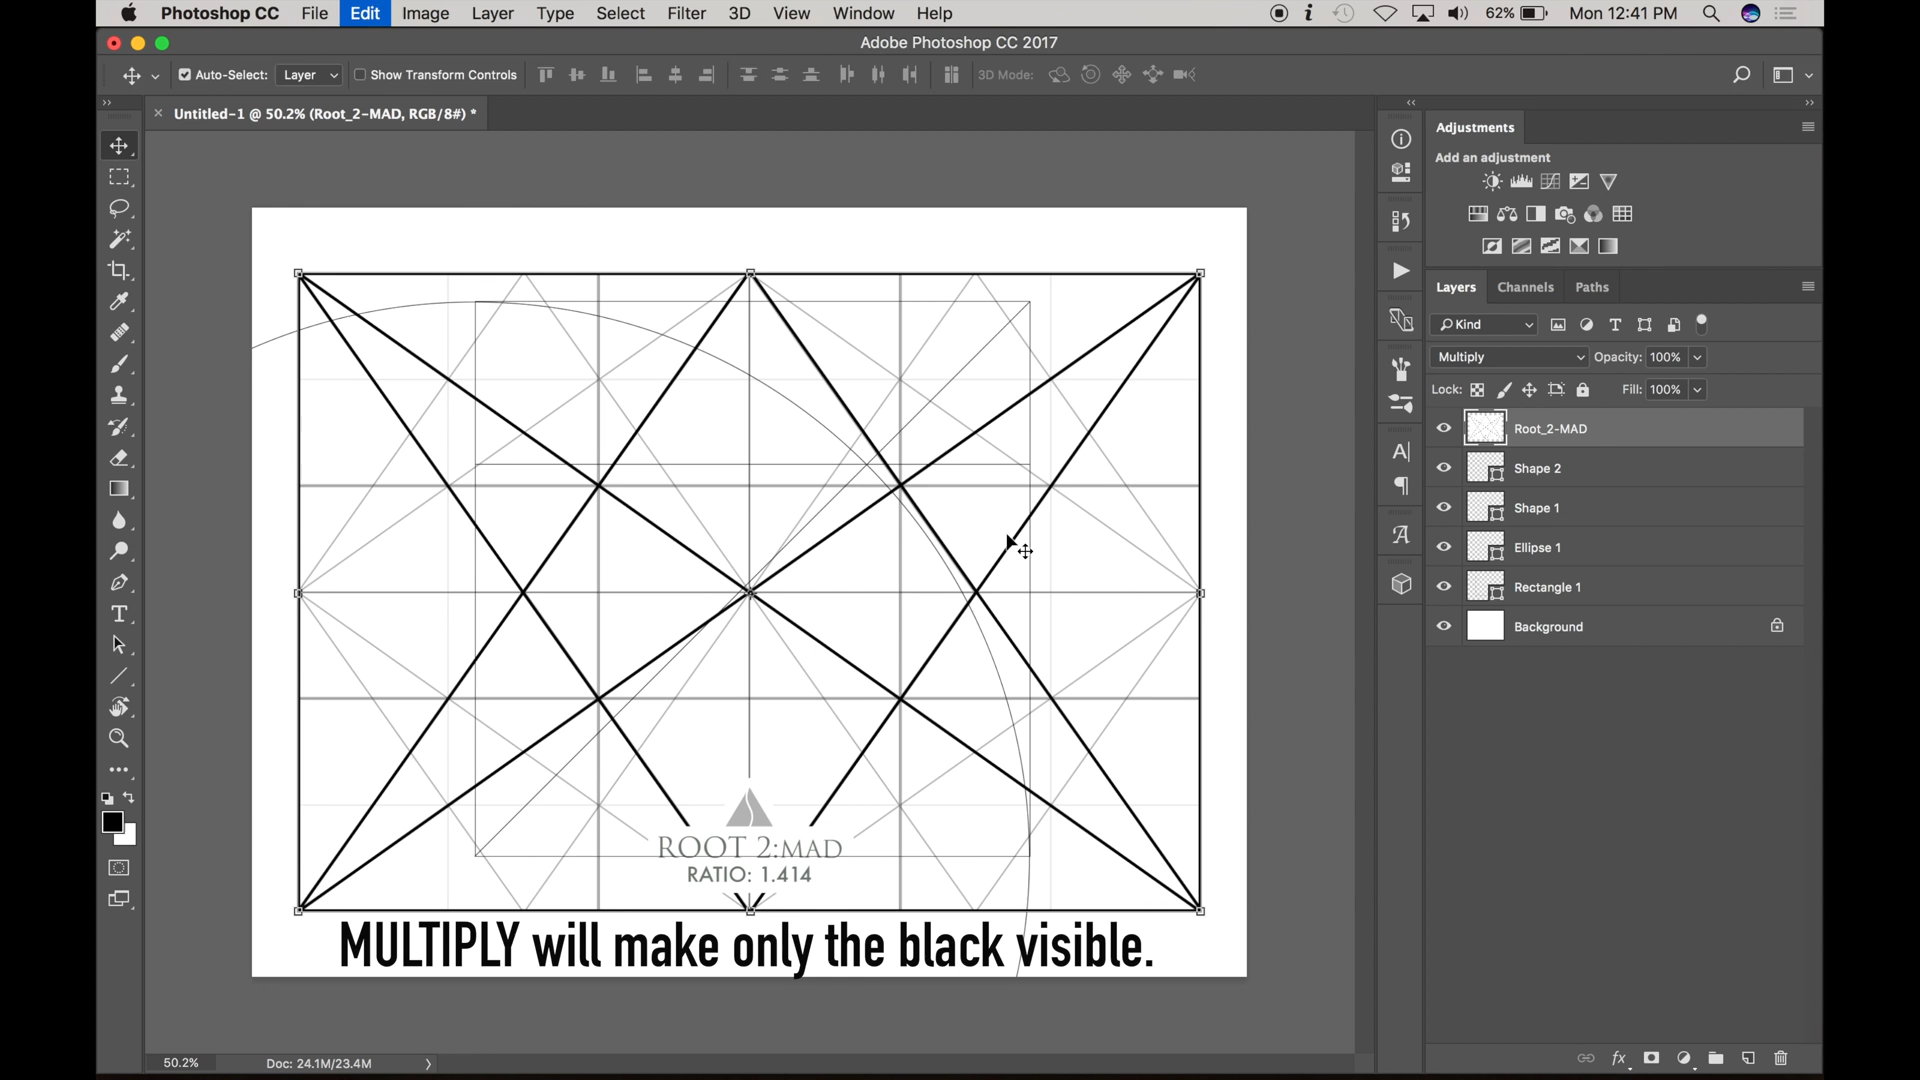 Photoshop CC File Edit Image Layer Type Select Filter 3D View Window Help 62% Mon 12:41 PM
Adobe Photoshop CC 2017
Auto-Select: Layer Show Transform Controls 3D Mode:
Untitled-1 @ 50.2% (Root_2-MAD, RGB/8#) *
Adjustments
Add an adjustment
Layers Channels Paths
Kind
Multiply Opacity: 100%
Lock: Fill: 100%
Root_2-MAD
Shape 2
Shape 1
Ellipse 1
Rectangle 1
Background
ROOT 2:MAD
RATIO: 1.414
MULTIPLY will make only the black visible.
50.2% Doc: 24.1M/23.4M